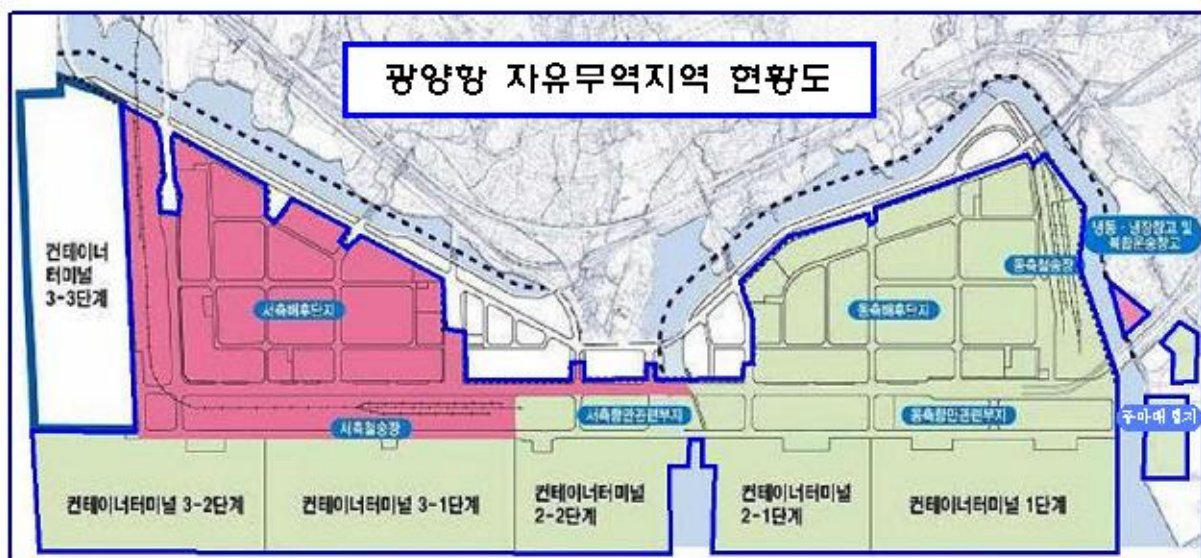 광양항 자유무역지역 현황도
컨테이너
터미널
3-3단계
냉동·냉장창고 및
복합운송창고
동측철송장
서측배후단지
동측배후단지
서측항만관련부지
동측항만관련부지
서측철송장
컨테이너터미널 3-2단계
컨테이너터미널 3-1단계
컨테이너터미널
2-2단계
컨테이너터미널
2-1단계
컨테이너터미널 1단계